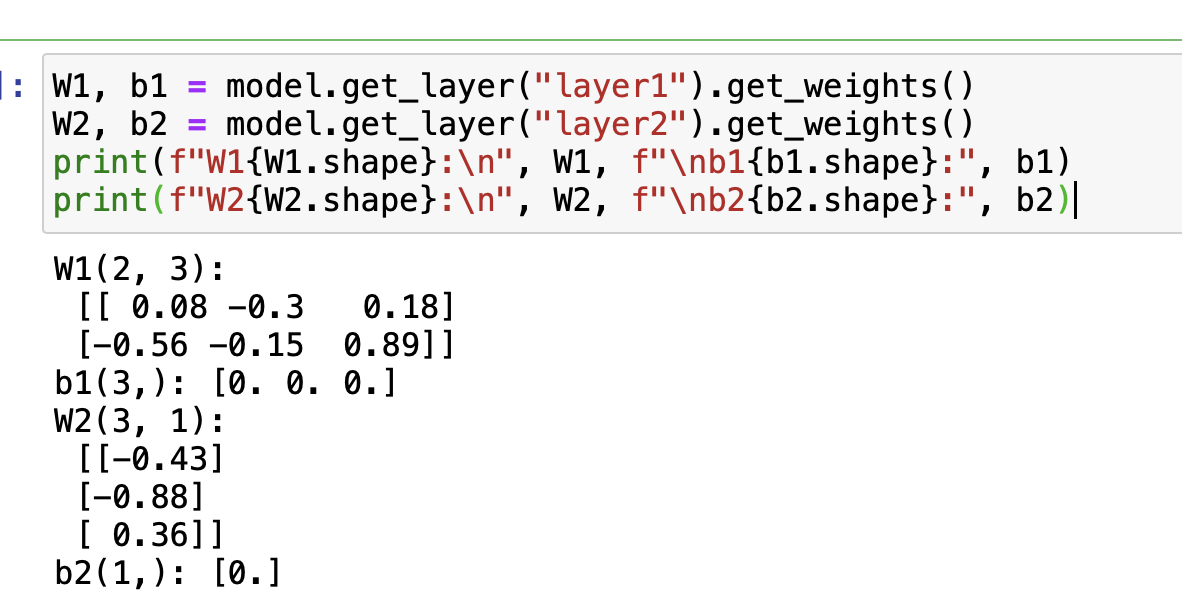 ]: W1, b1 = model.get_layer("layer1").get_weights()
W2, b2 = model.get_layer("layer2").get_weights()
print(f"W1{W1.shape}:\n", W1, f"\nb1{b1.shape}:", b1)
print(f"W2{W2.shape}:\n", W2, f"\nb2{b2.shape}:", b2)
W1(2, 3):
 [[ 0.08 -0.3   0.18]
 [-0.56 -0.15  0.89]]
b1(3,): [0. 0. 0.]
W2(3, 1):
 [[-0.43]
 [-0.88]
 [ 0.36]]
b2(1,): [0.]